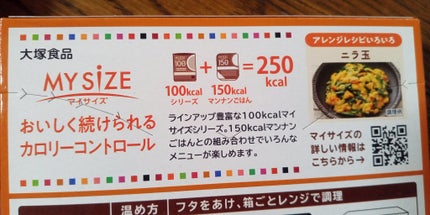 大塚食品
MY SIZE
マイサイズ
おいしく続けられる
カロリーコントロール
100kcal
シリーズ
+
150kcal
マンナンごはん
=250
kcal
ラインアップ豊富な100kcalマイ
サイズシリーズ。150kcalマンナン
ごはんとの組み合わせでいろんな
メニューが楽しめます。
アレンジレシピいろいろ
ニラ玉
調理例
マイサイズの
詳しい情報は
こちらから→
温め方
フタをあけ、箱ごとレンジで調理